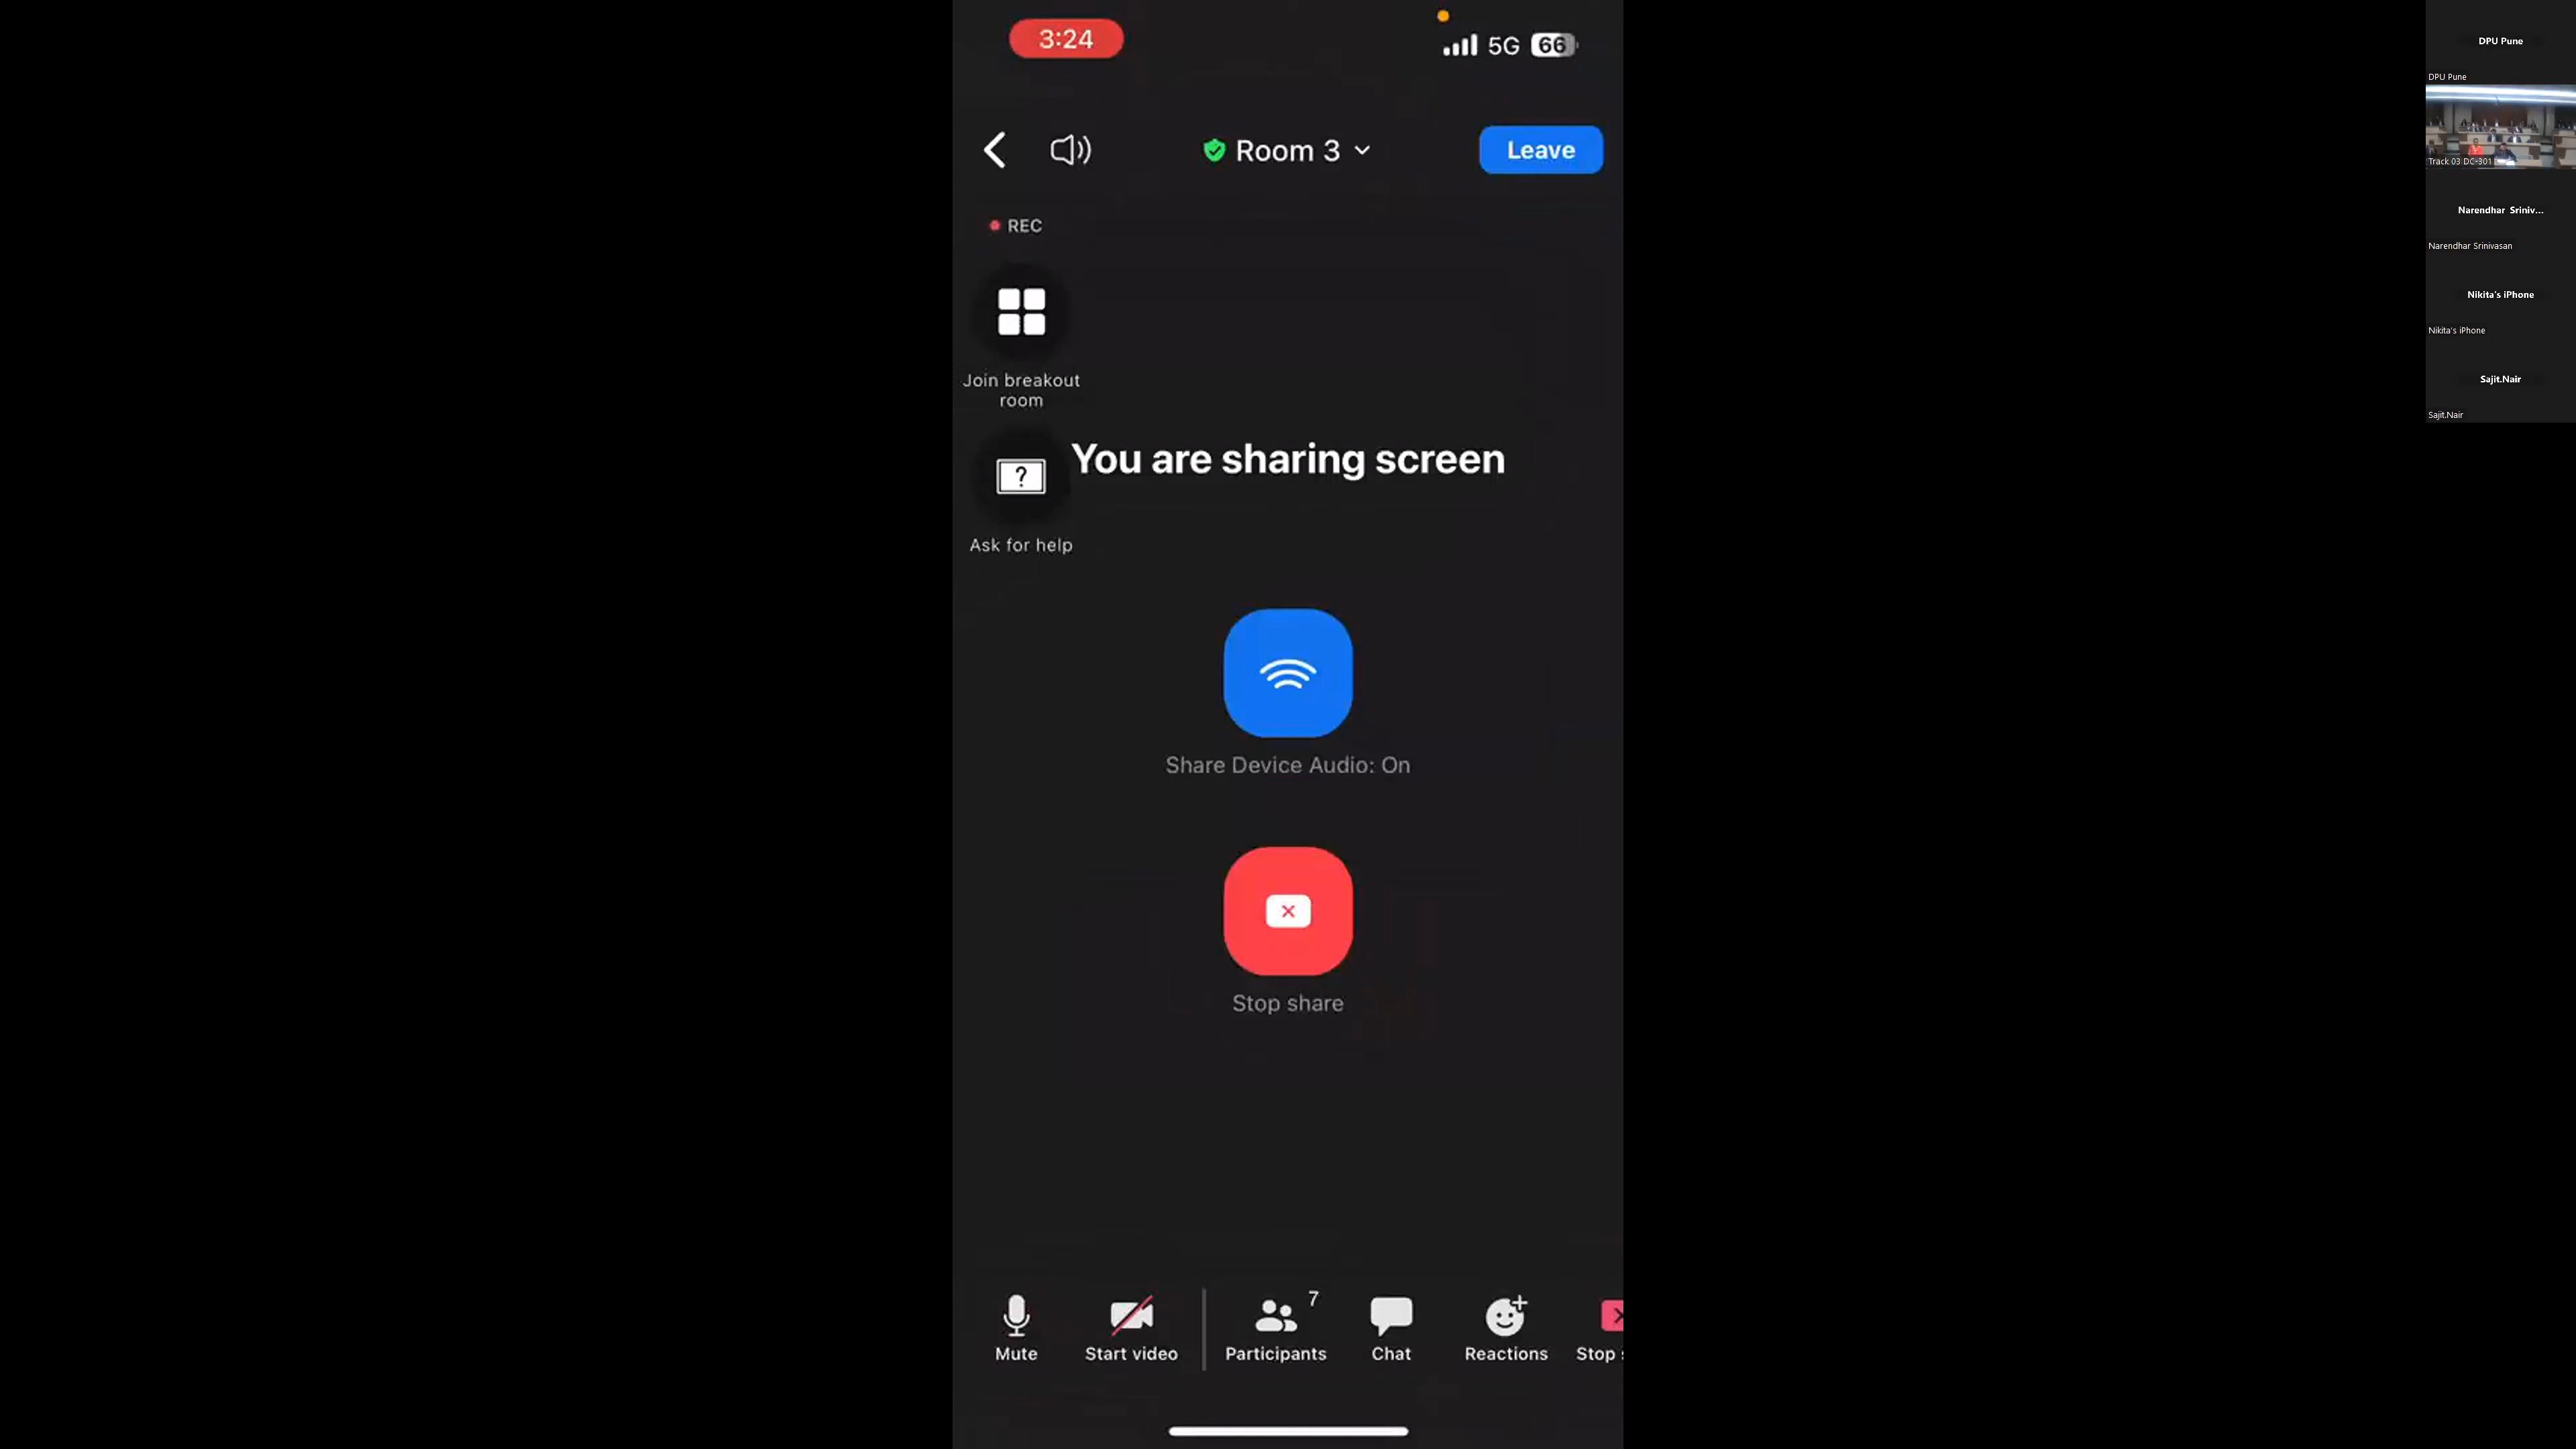 3:24
5G 66
Room 3
Leave
REC
Join breakout
room
You are sharing screen
?
Ask for help
Share Device Audio: On
Stop share
7
Mute
Start video
Participants
Chat
Reactions
Stop
DPU Pune
DPU Pune
Track 03 DC-301
Narendhar Sriniv...
Narendhar Srinivasan
Nikita's iPhone
Nikita's iPhone
Sajit.Nair
Sajit.Nair